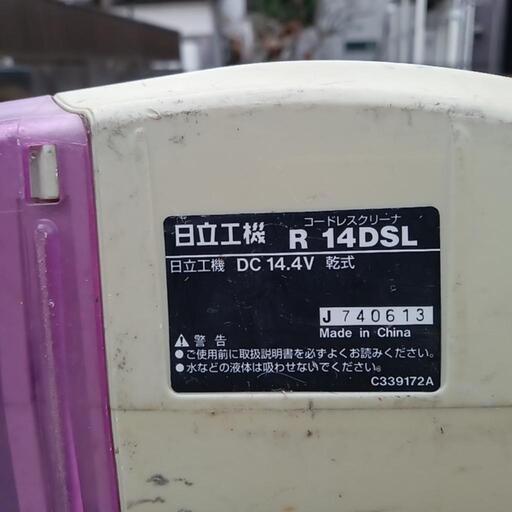 コードレスクリーナ
日立工機 R 14DSL
日立工機 DC 14.4V 乾式
J 740613
Made in China
⚠ 警告
●ご使用前に取扱説明書を必ずよくお読みください。
●水などの液体は吸わせないでください。
C339172A